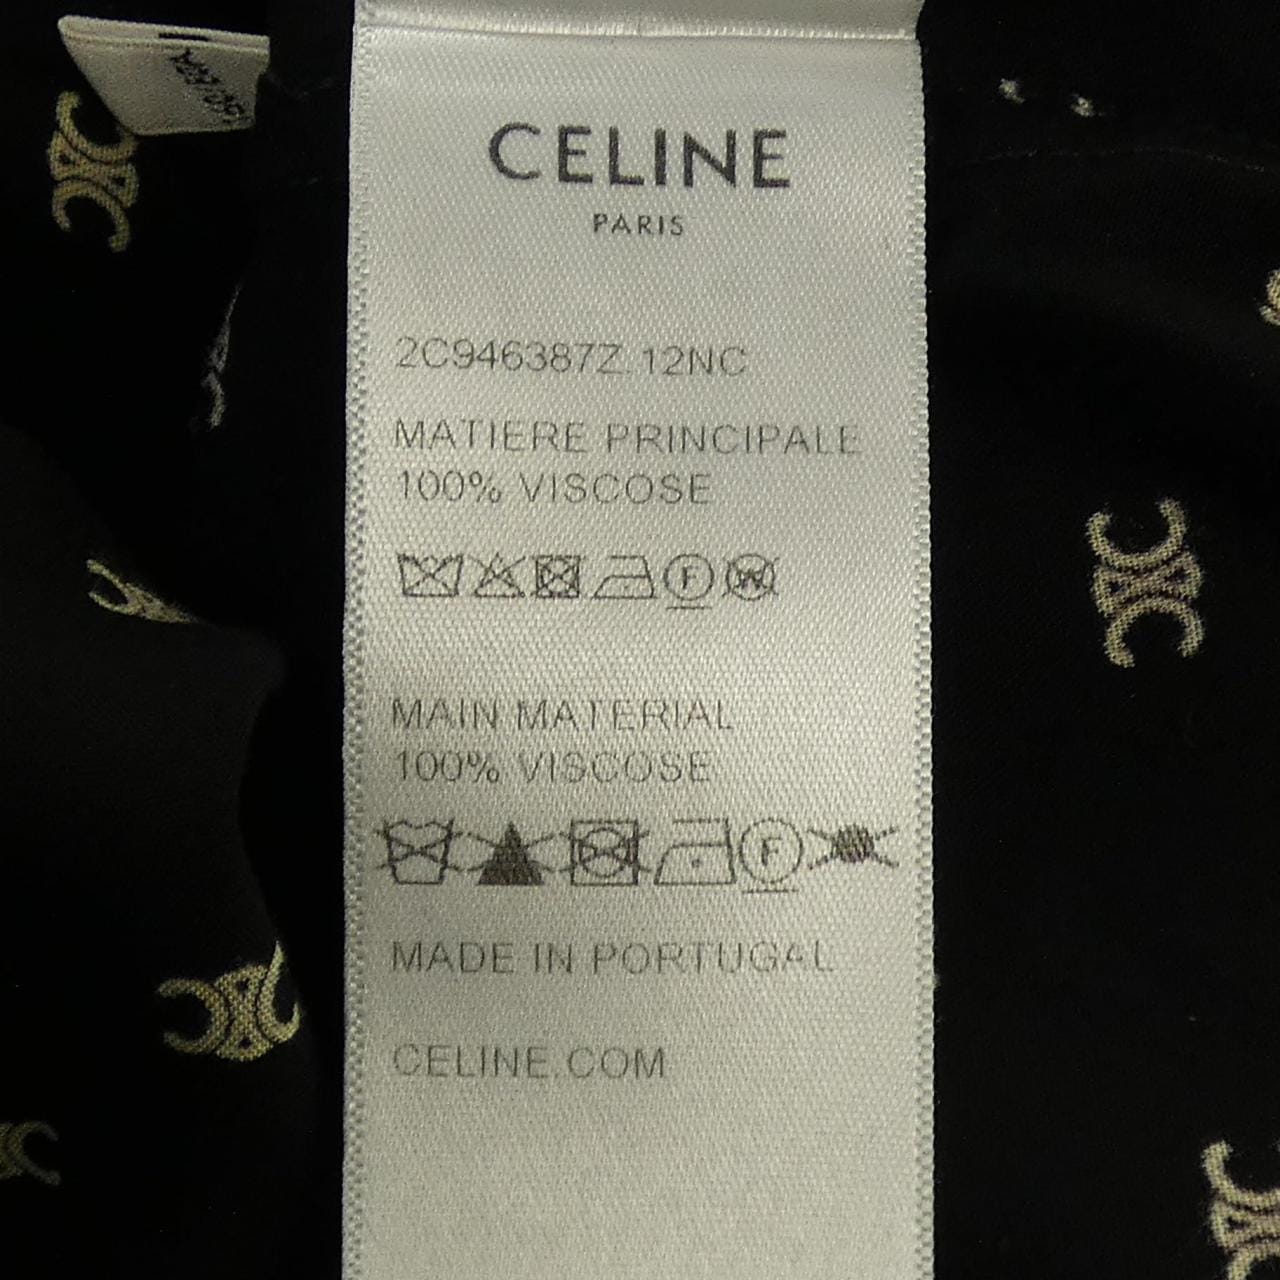 CELINE
PARIS
2C946387Z.12NC
MATIERE PRINCIPALE
100% VISCOSE
F W
MAIN MATERIAL
100% VISCOSE
F
MADE IN PORTUGAL
CELINE.COM